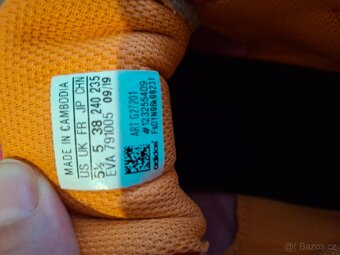 MADE IN CAMBODIA
US UK FR JP CHN
5½ 5 38 240 235
EVA 791005 09/19
ART G27201
#123255409
adidas
Bazos.cz